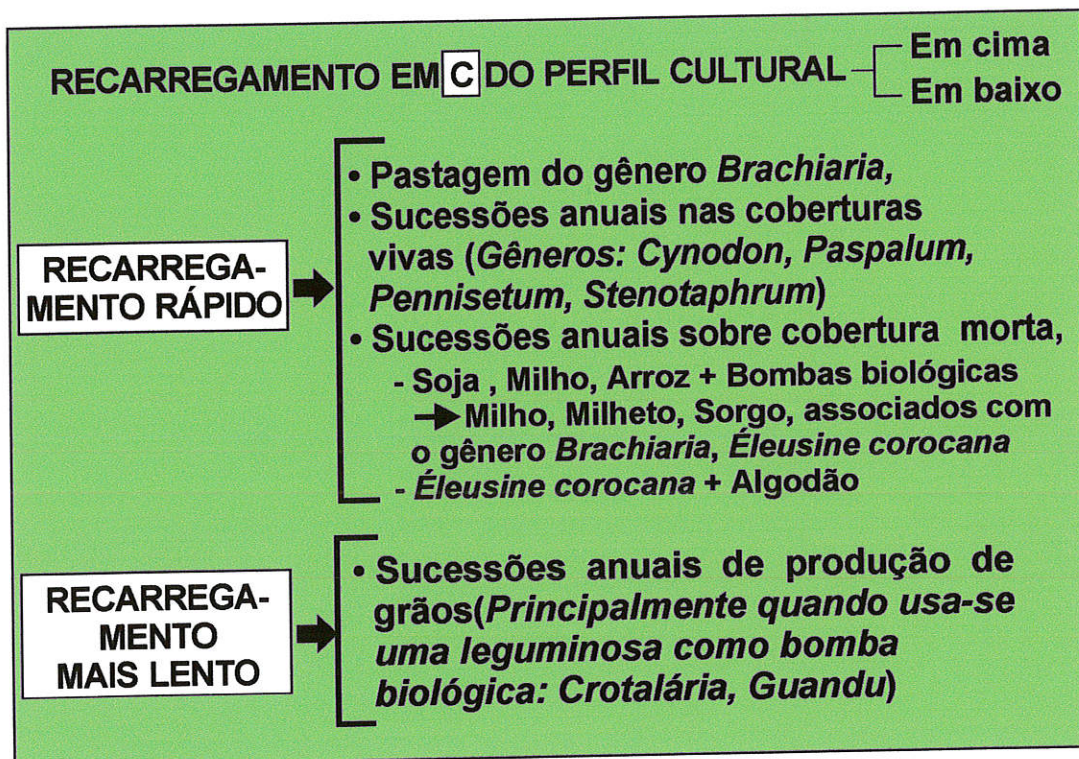 RECARREGAMENTO EM C DO PERFIL CULTURAL
Em cima
Em baixo
RECARREGA-
MENTO RÁPIDO
• Pastagem do gênero Brachiaria,
• Sucessões anuais nas coberturas
vivas (Gêneros: Cynodon, Paspalum,
Pennisetum, Stenotaphrum)
• Sucessões anuais sobre cobertura morta,
- Soja , Milho, Arroz + Bombas biológicas
➔ Milho, Milheto, Sorgo, associados com
o gênero Brachiaria, Éleusine corocana
- Éleusine corocana + Algodão
RECARREGA-
MENTO
MAIS LENTO
• Sucessões anuais de produção de
grãos(Principalmente quando usa-se
uma leguminosa como bomba
biológica: Crotalária, Guandu)